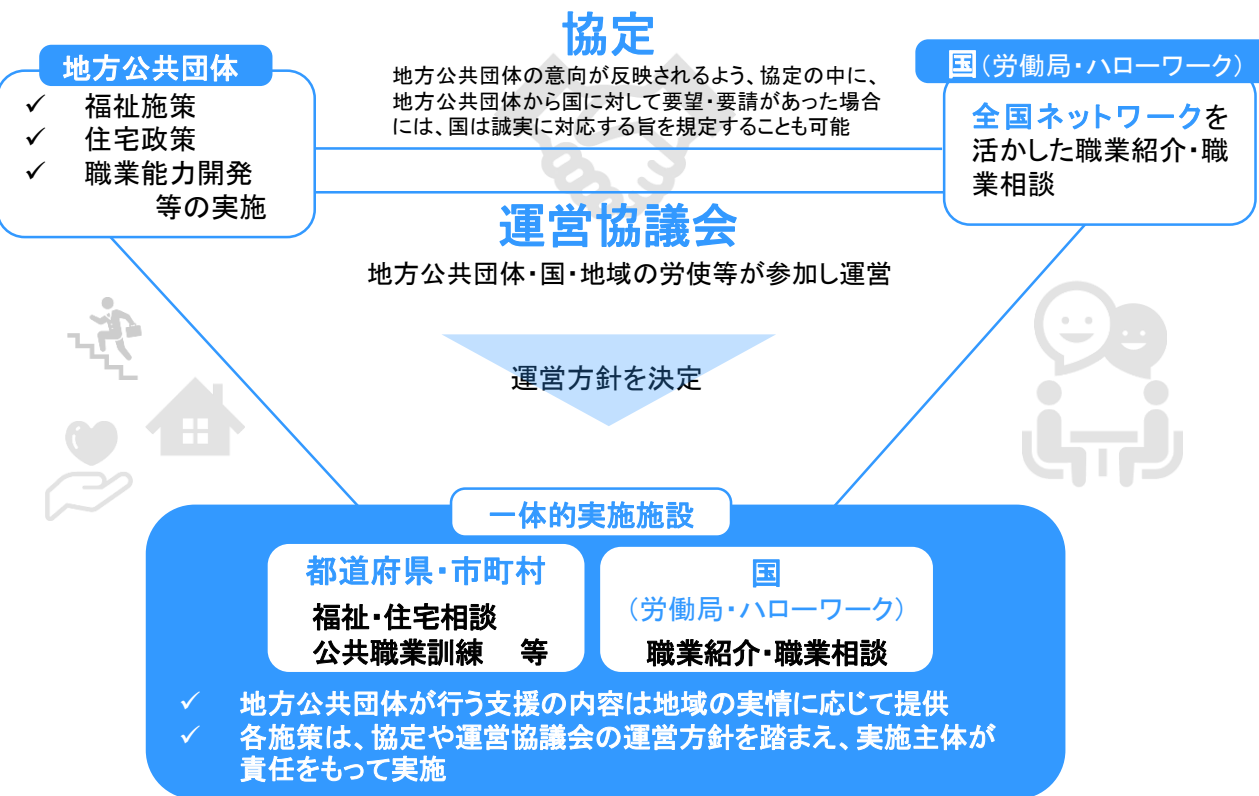 協定
地方公共団体
地方公共団体の意向が反映されるよう、協定の中に、
地方公共団体から国に対して要望・要請があった場合
には、国は誠実に対応する旨を規定することも可能
国（労働局・ハローワーク）
✓ 福祉施策
✓ 住宅政策
✓ 職業能力開発
等の実施
全国ネットワークを
活かした職業紹介・職
業相談
運営協議会
地方公共団体・国・地域の労使等が参加し運営
運営方針を決定
一体的実施施設
都道府県・市町村
福祉・住宅相談
公共職業訓練 等
国
（労働局・ハローワーク）
職業紹介・職業相談
✓ 地方公共団体が行う支援の内容は地域の実情に応じて提供
✓ 各施策は、協定や運営協議会の運営方針を踏まえ、実施主体が
責任をもって実施